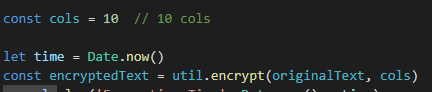 const cols = 10 // 10 cols
let time = Date.now()
const encryptedText = util.encrypt(originalText, cols)